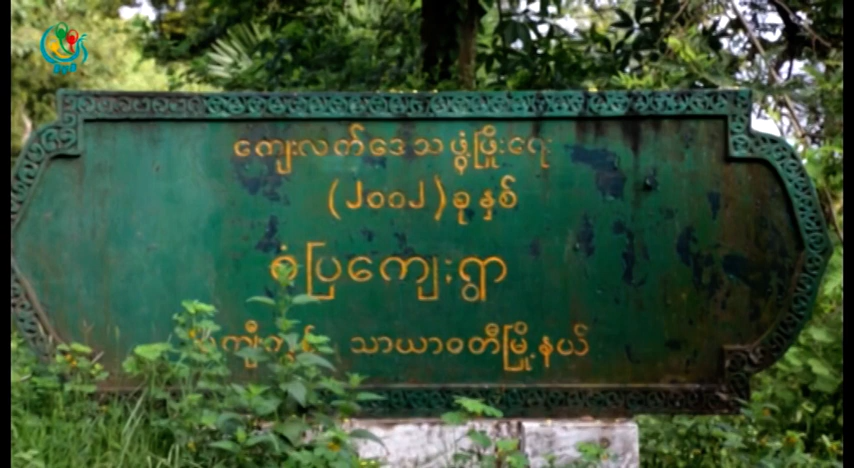 ကျေးလက်ဒေသဖွံ့ဖြိုးရေး
(၂၀၀၂)ခုနှစ်
စံပြကျေးရွာ
သာယာဝတီမြို့နယ်